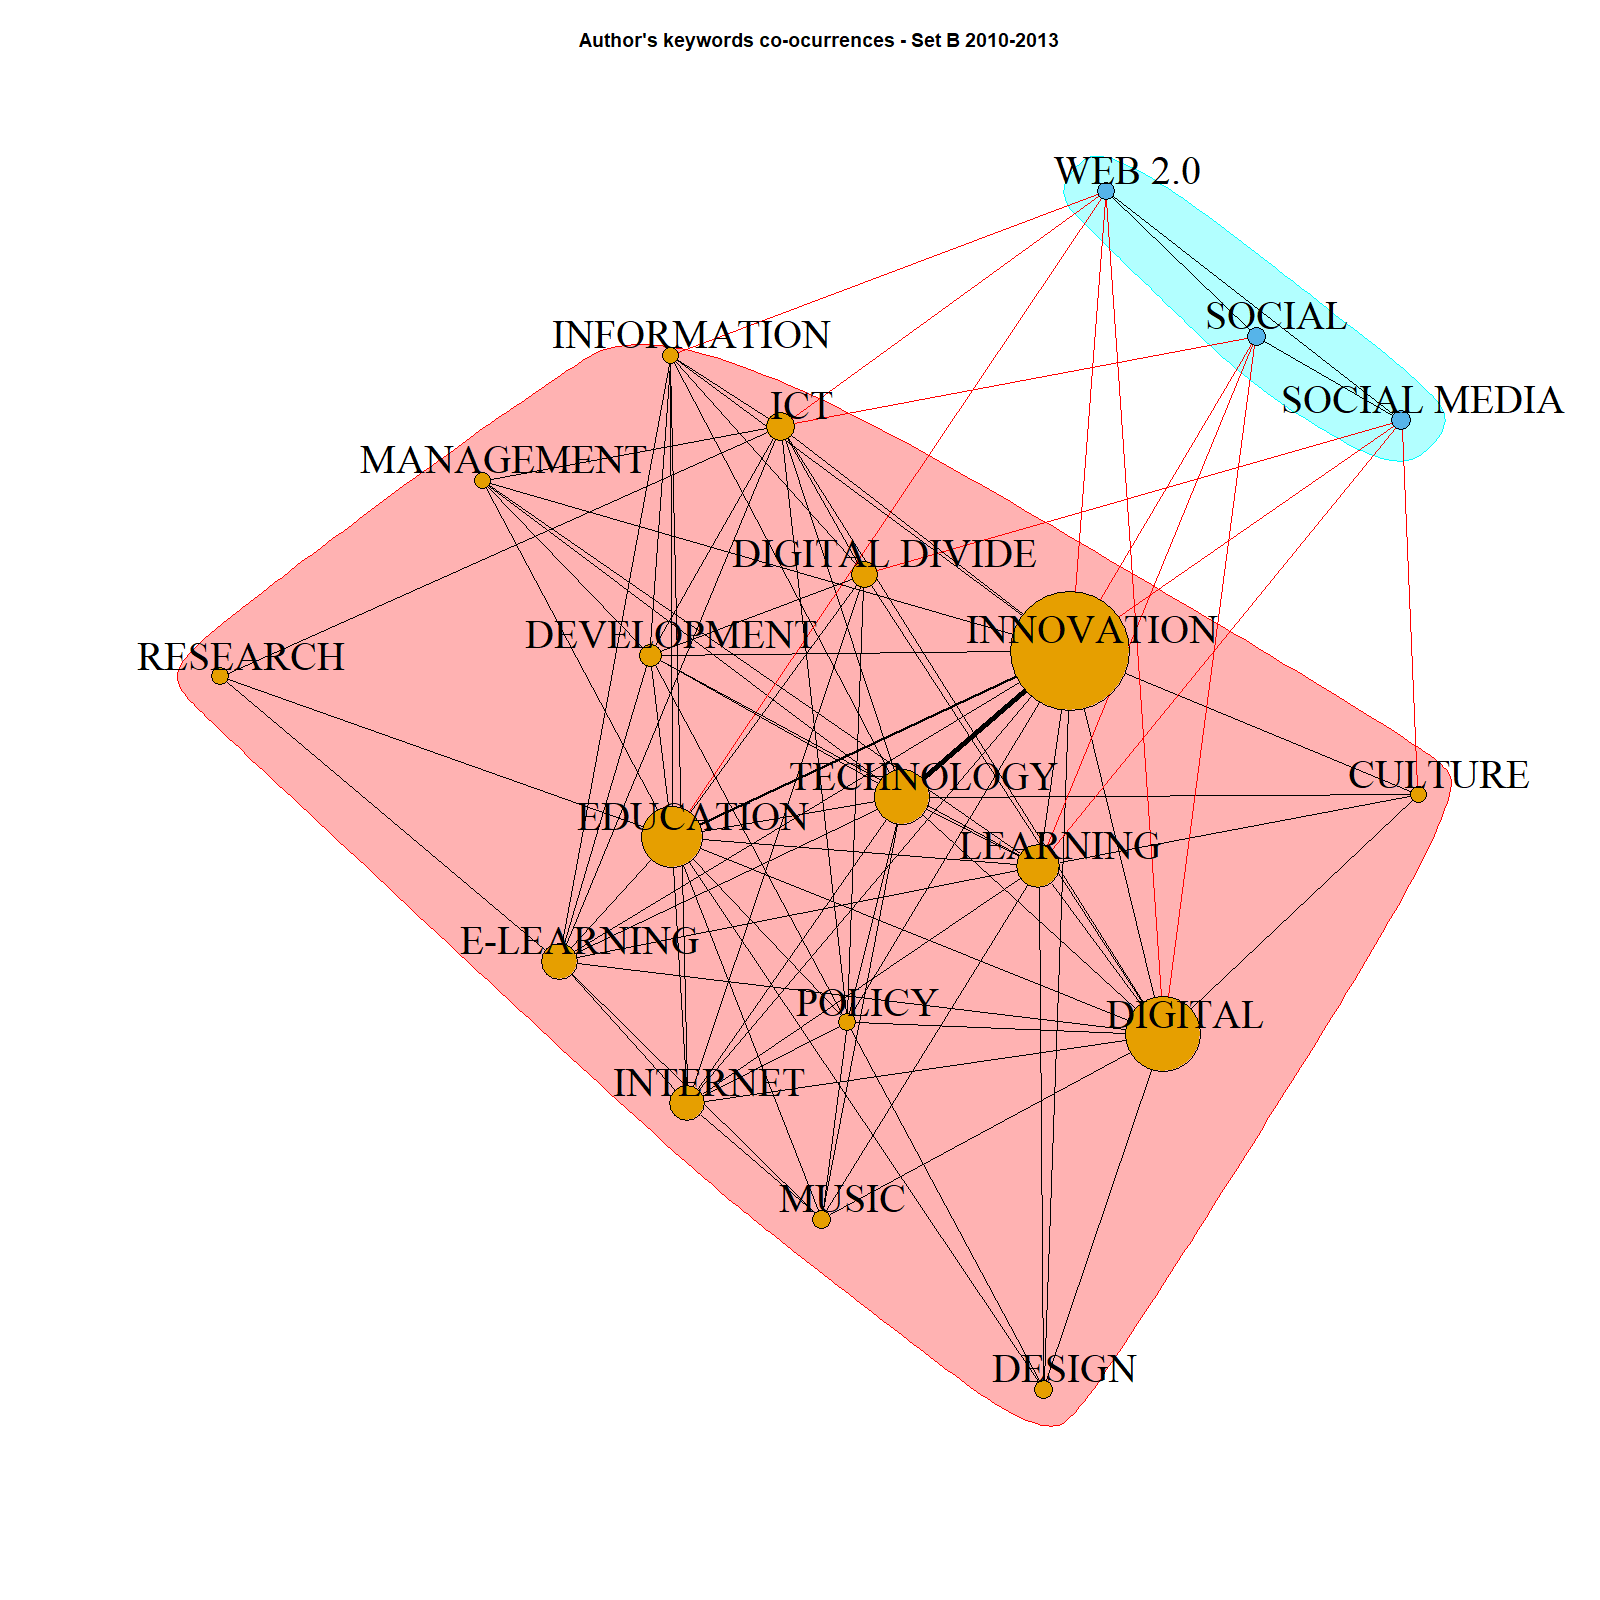 Author's keywords co-ocurrences - Set B 2010-2013
WEB 2.0
SOCIAL
INFORMATION
SOCIAL MEDIA
ICT
MANAGEMENT
DIGITAL DIVIDE
INNOVATION
DEVELOPMENT
RESEARCH
TECHNOLOGY
CULTURE
EDUCATION
LEARNING
E-LEARNING
POLICY
DIGITAL
INTERNET
MUSIC
DESIGN